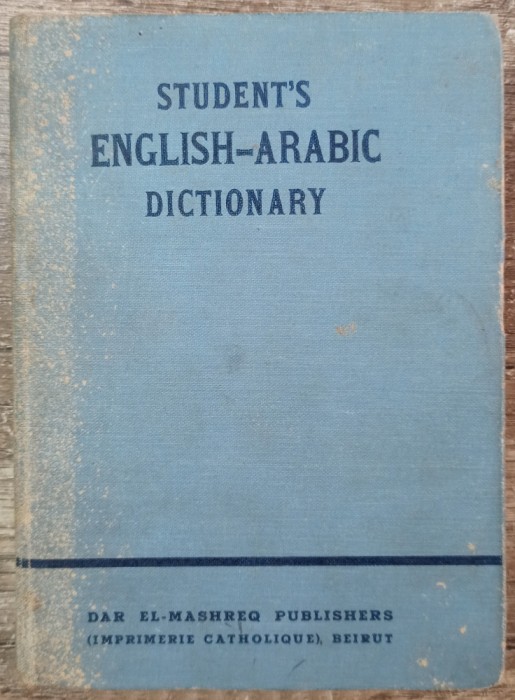 STUDENT'S
ENGLISH-ARABIC
DICTIONARY
DAR EL-MASHREQ PUBLISHERS
(IMPRIMERIE CATHOLIQUE), BEIRUT